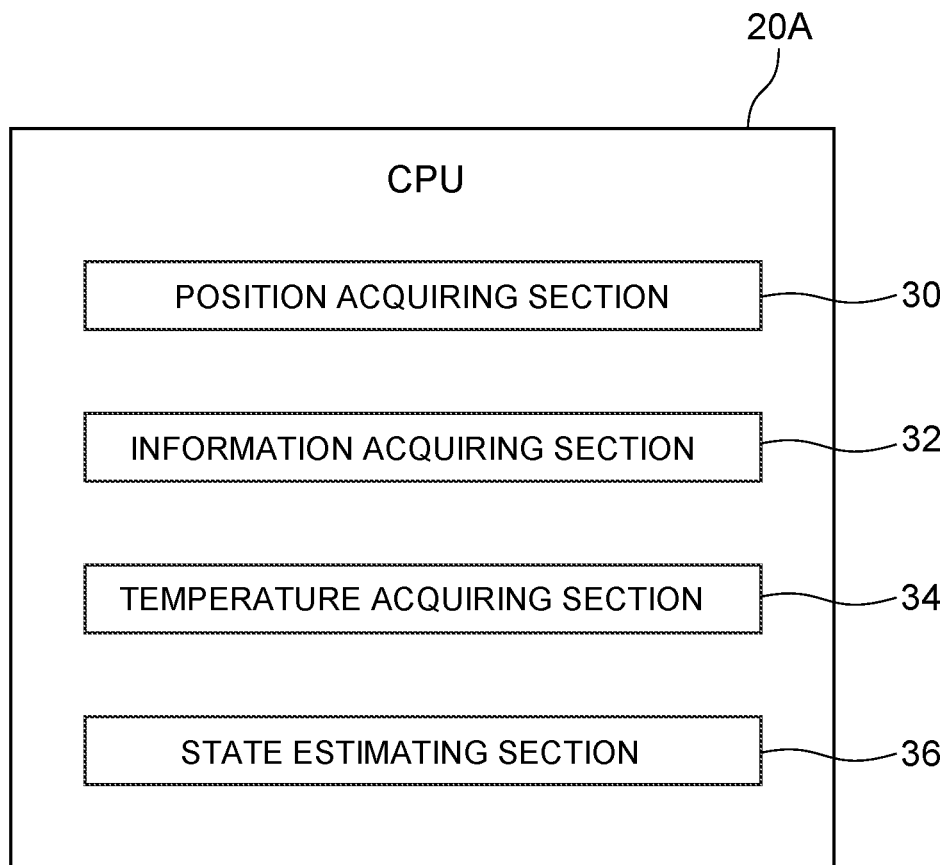 20A
CPU
POSITION ACQUIRING SECTION
30
INFORMATION ACQUIRING SECTION
32
TEMPERATURE ACQUIRING SECTION
34
STATE ESTIMATING SECTION
36